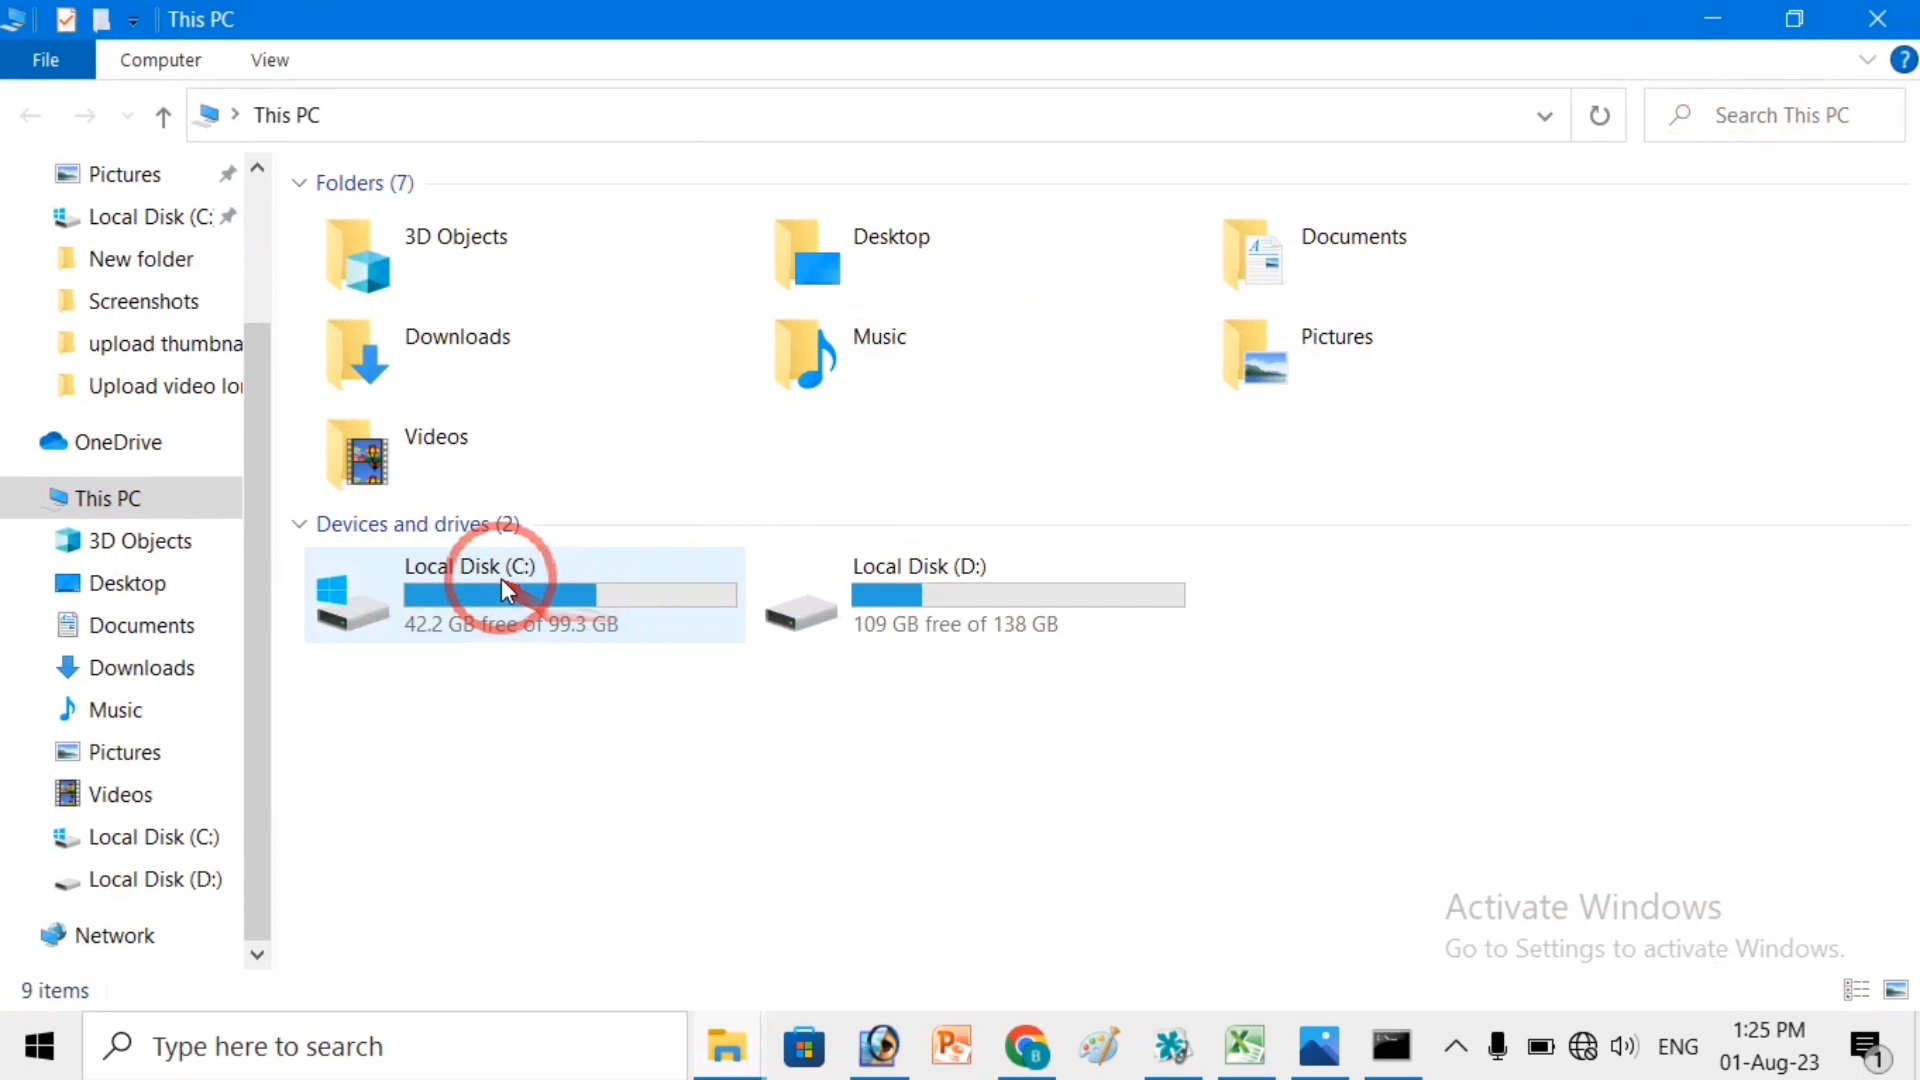 This PC
File
Computer
View
?
This PC
Search This PC
Pictures
Local Disk (C:
New folder
Screenshots
upload thumbna
Upload video lon
OneDrive
This PC
3D Objects
Desktop
Documents
Downloads
Music
Pictures
Videos
Local Disk (C:)
Local Disk (D:)
Network
Folders (7)
3D Objects
Desktop
Documents
Downloads
Music
Pictures
Videos
Devices and drives (2)
Local Disk (C:)
42.2 GB free of 99.3 GB
Local Disk (D:)
109 GB free of 138 GB
Activate Windows
Go to Settings to activate Windows.
9 items
Type here to search
B
ENG
1:25 PM
01-Aug-23
1